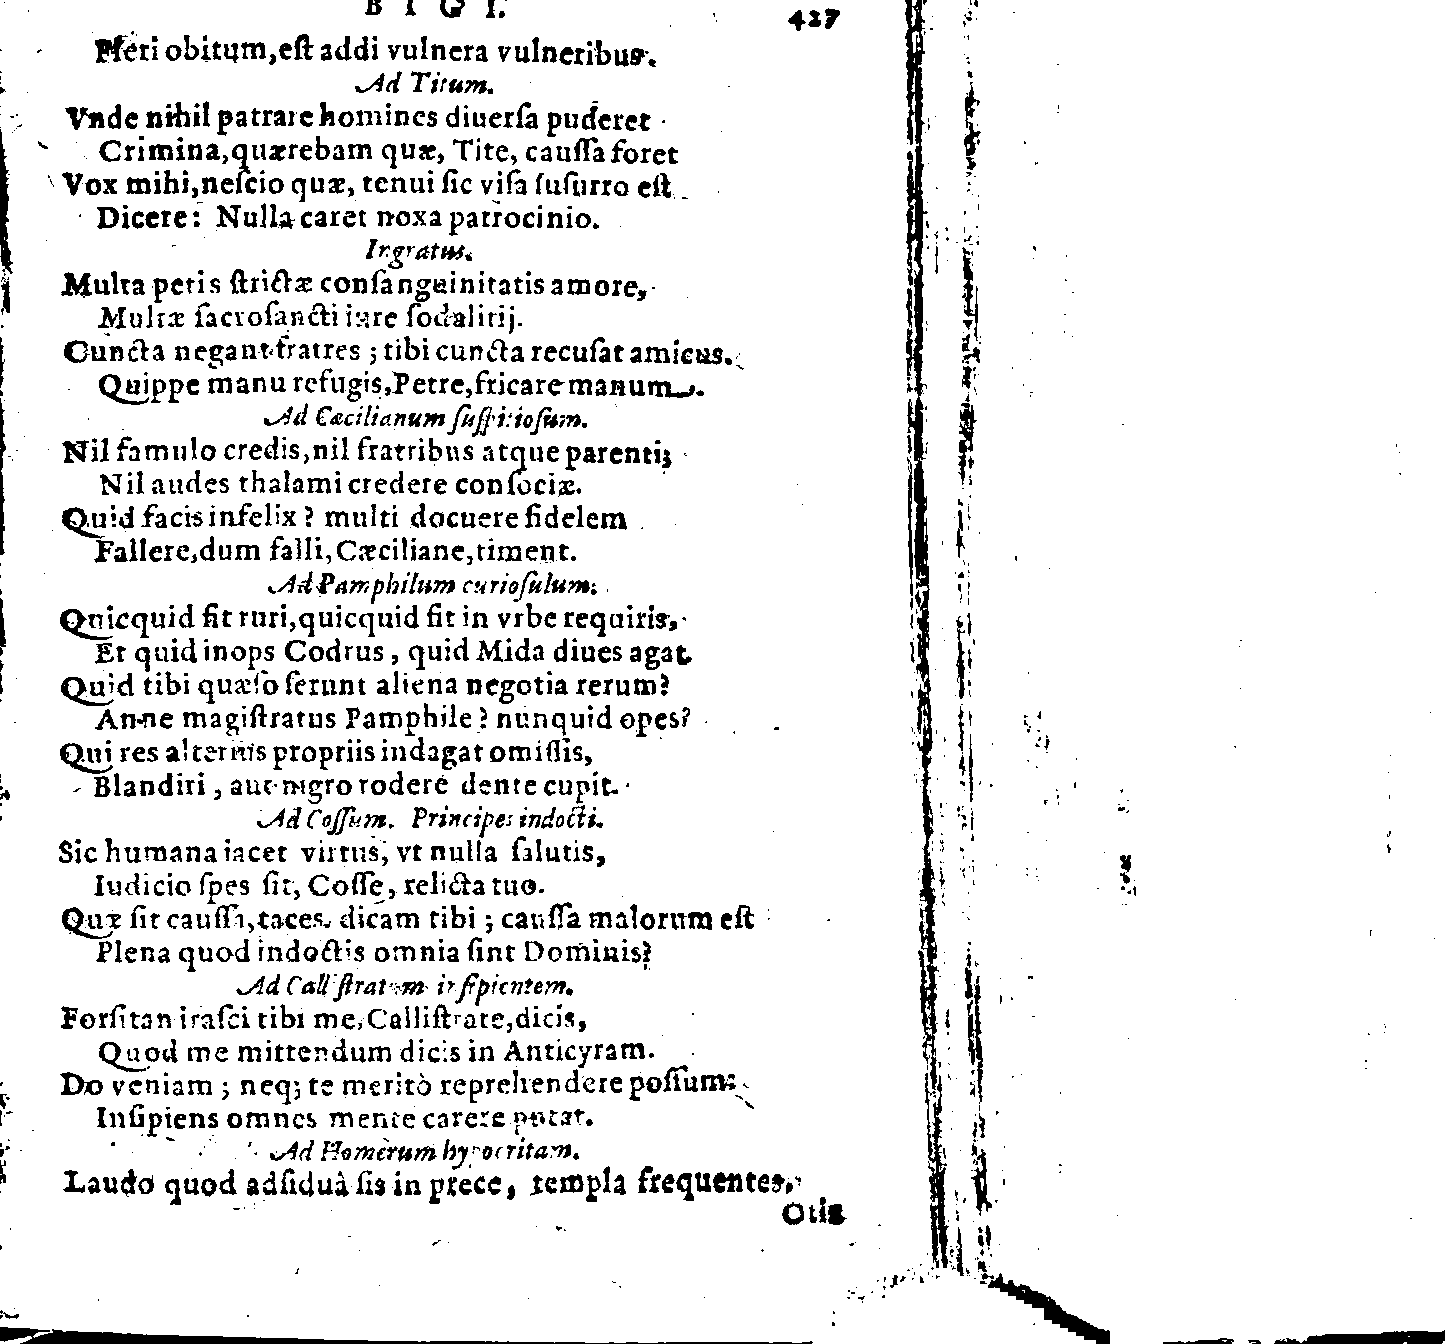 BIGI. 427
Fleri obitum,eſt addi vulnera vulneribus.
Ad Titum.
Vnde nihil patrare homines diuerſa puderet
Crimina,quærebam quæ, Tite, cauſſa foret
Vox mihi,neſcio quæ, tenui ſic viſa ſuſurro eſt
Dicere: Nulla caret noxa patrocinio.
Ingratus.
Multa petis ſtrictæ conſanguinitatis amore,
Multæ ſacroſancti iure ſodalitij.
Cuncta negant fratres ; tibi cuncta recuſat amicus.
Quippe manu refugis,Petre,fricare manum.
Ad Cæcilianum ſuſpitioſum.
Nil famulo credis,nil fratribus atque parenti;
Nil audes thalami credere conſociæ.
Quid facis infelix ? multi docuere fidelem
Fallere,dum falli,Cæciliane,timent.
Ad Pamphilum curioſulum.
Quicquid fit ruri,quicquid fit in vrbe requiris,
Et quid inops Codrus , quid Mida diues agat.
Quid tibi quæſo ferunt aliena negotia rerum?
Anne magiſtratus Pamphile ? nunquid opes?
Qui res alternis propriis indagat omiſſis,
Blandiri , aut nigro rodere dente cupit.
Ad Coſſum. Principes indocti.
Sic humana iacet virtus, vt nulla ſalutis,
Iudicio ſpes ſit, Coſſe, relicta tuo.
Quæ ſit cauſſa,taces. dicam tibi ; cauſſa malorum eſt
Plena quod indoctis omnia ſint Dominis?
Ad Calliſtratum inſipientem.
Forſitan iraſci tibi me,Calliſtrate,dicis,
Quod me mittendum dicis in Anticyram.
Do veniam ; neq; te meritò reprehendere poſſum:
Inſipiens omnes mente carere putat.
Ad Homerum hypocritam.
Laudo quod adſiduà ſis in prece, templa frequentes,
Otia